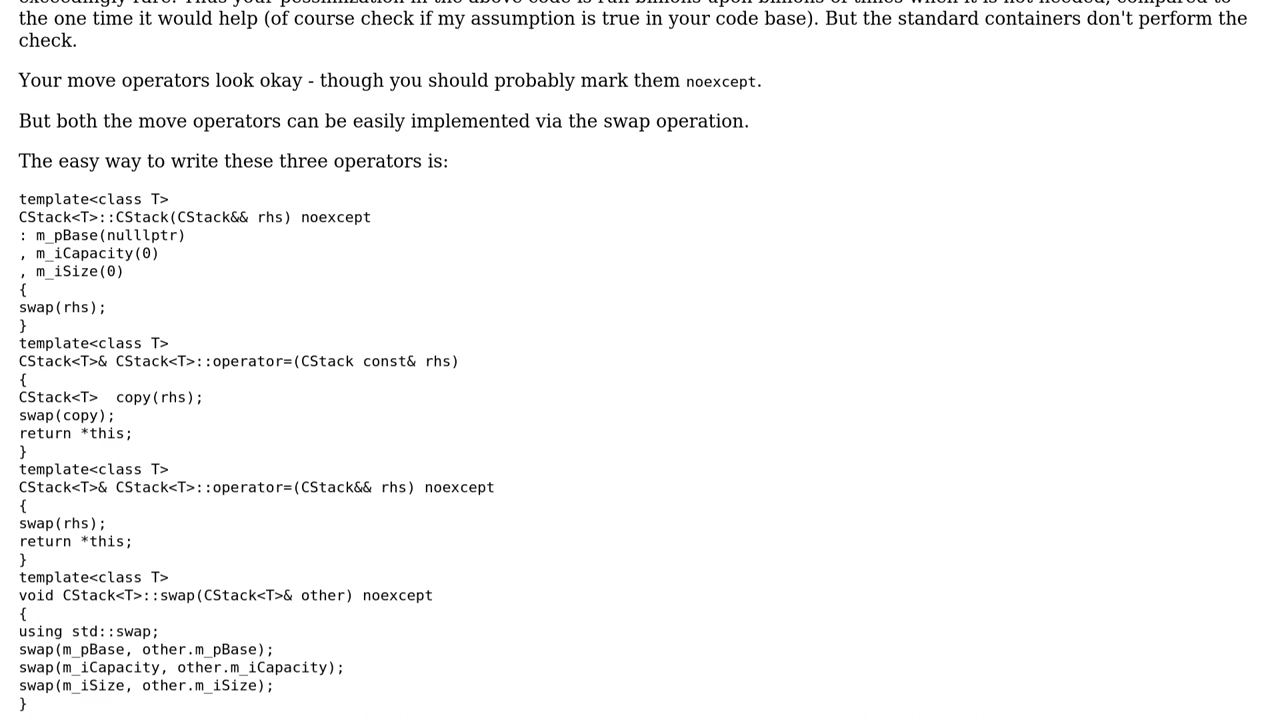 the one time it would help (of course check if my assumption is true in your code base). But the standard containers don't perform the
check.
Your move operators look okay - though you should probably mark them noexcept.
But both the move operators can be easily implemented via the swap operation.
The easy way to write these three operators is:
template<class T>
CStack<T>::CStack(CStack&& rhs) noexcept
: m_pBase(nulllptr)
, m_iCapacity(0)
, m_iSize(0)
{
swap(rhs);
}
template<class T>
CStack<T>& CStack<T>::operator=(CStack const& rhs)
{
CStack<T>  copy(rhs);
swap(copy);
return *this;
}
template<class T>
CStack<T>& CStack<T>::operator=(CStack&& rhs) noexcept
{
swap(rhs);
return *this;
}
template<class T>
void CStack<T>::swap(CStack<T>& other) noexcept
{
using std::swap;
swap(m_pBase, other.m_pBase);
swap(m_iCapacity, other.m_iCapacity);
swap(m_iSize, other.m_iSize);
}